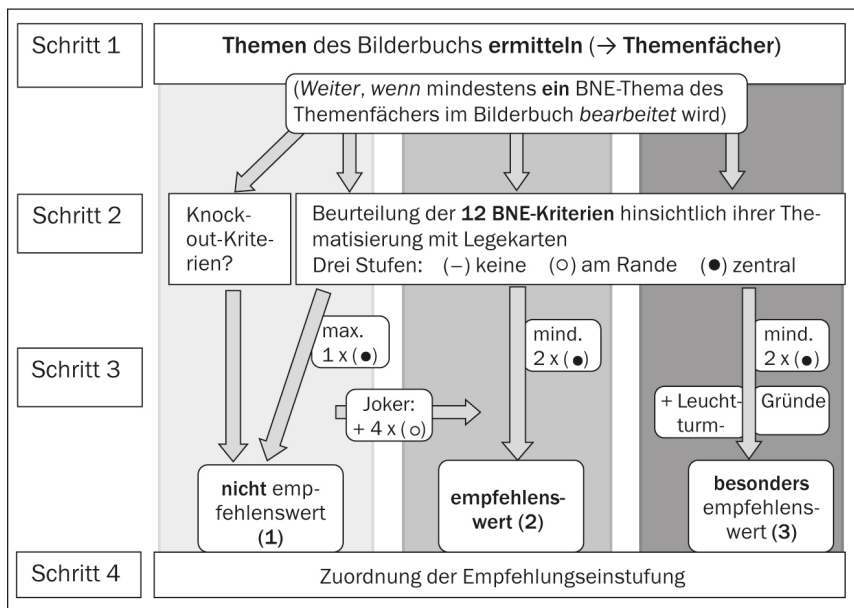 Schritt 1
Themen des Bilderbuchs ermitteln (→ Themenfächer)
(Weiter, wenn mindestens ein BNE-Thema des
Themenfächers im Bilderbuch bearbeitet wird)
Schritt 2
Knock-
out-Krite-
rien?
Beurteilung der 12 BNE-Kriterien hinsichtlich ihrer The-
matisierung mit Legekarten
Drei Stufen: (–) keine (○) am Rande (●) zentral
Schritt 3
max.
1 x (●)
Joker:
+ 4 x (○)
mind.
2 x (●)
mind.
2 x (●)
+ Leucht-
turm-
Gründe
nicht emp-
fehlenswert
(1)
empfehlens-
wert (2)
besonders
empfehlens-
wert (3)
Schritt 4
Zuordnung der Empfehlungseinstufung